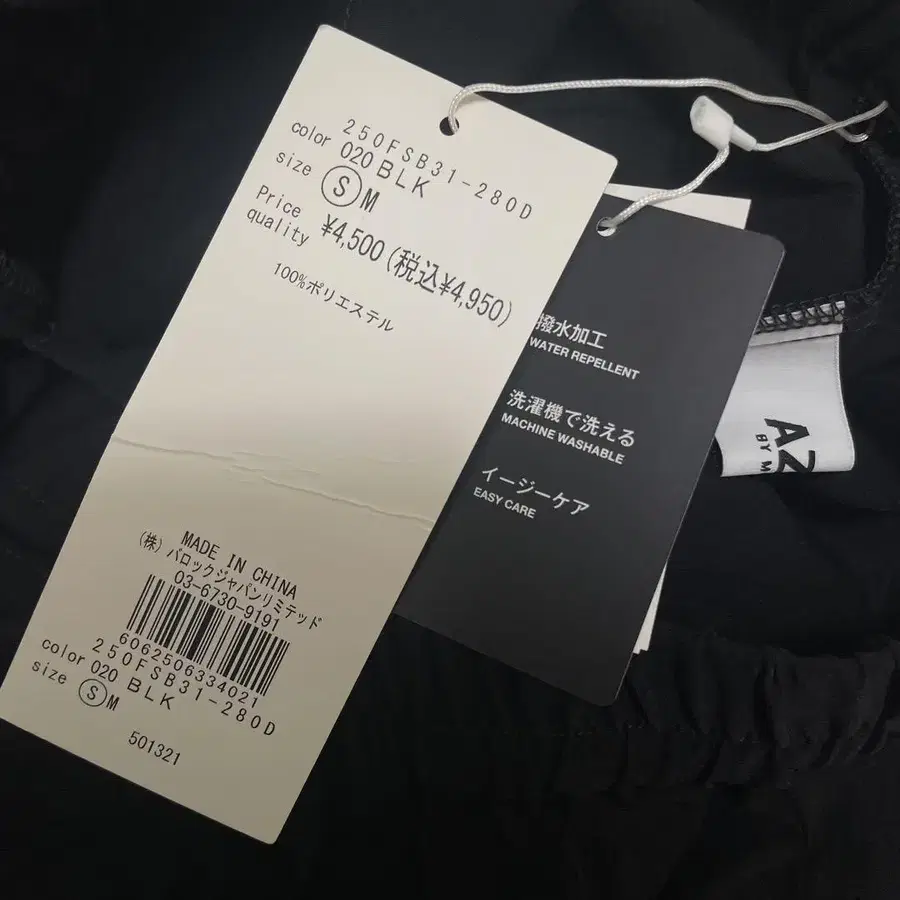 250FSB31-280D
color 020 BLK
size Ⓢ M
Price ¥4,500(税込¥4,950)
quality
100%ポリエステル
MADE IN CHINA
(株)バロックジャパンリミテッド
03-6730-9191
6062506334021
250FSB31-280D
color 020 BLK
size Ⓢ M
501321
撥水加工
WATER REPELLENT
洗濯機で洗える
MACHINE WASHABLE
イージーケア
EASY CARE
AZ
BY M